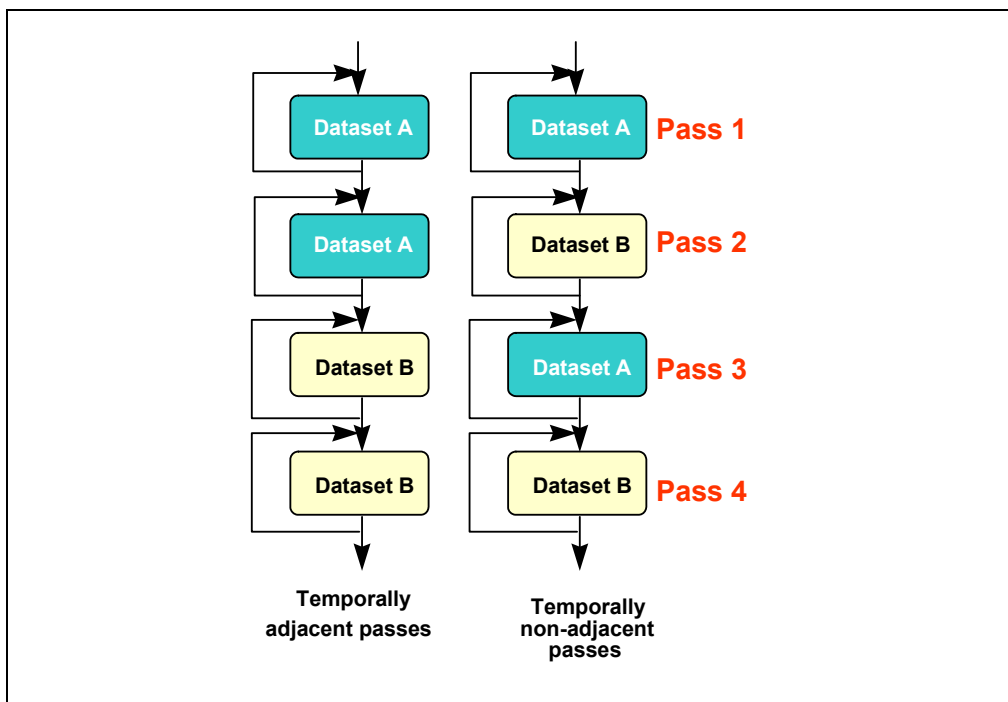 Dataset A
Dataset A
Pass 1
Dataset A
Dataset B
Pass 2
Dataset B
Dataset A
Pass 3
Dataset B
Dataset B
Pass 4
Temporally
adjacent passes
Temporally
non-adjacent
passes